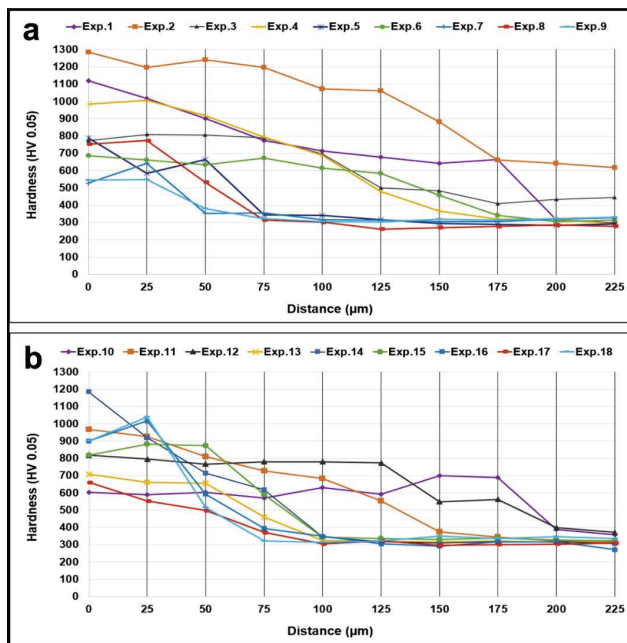 a
Exp.1 Exp.2 Exp.3 Exp.4 Exp.5 Exp.6 Exp.7 Exp.8 Exp.9
1300
1200
1100
1000
900
800
700
600
500
400
300
200
100
0
Hardness (HV 0.05)
0 25 50 75 100 125 150 175 200 225
Distance (µm)
b
Exp.10 Exp.11 Exp.12 Exp.13 Exp.14 Exp.15 Exp.16 Exp.17 Exp.18
1300
1200
1100
1000
900
800
700
600
500
400
300
200
100
0
Hardness (HV 0.05)
0 25 50 75 100 125 150 175 200 225
Distance (µm)